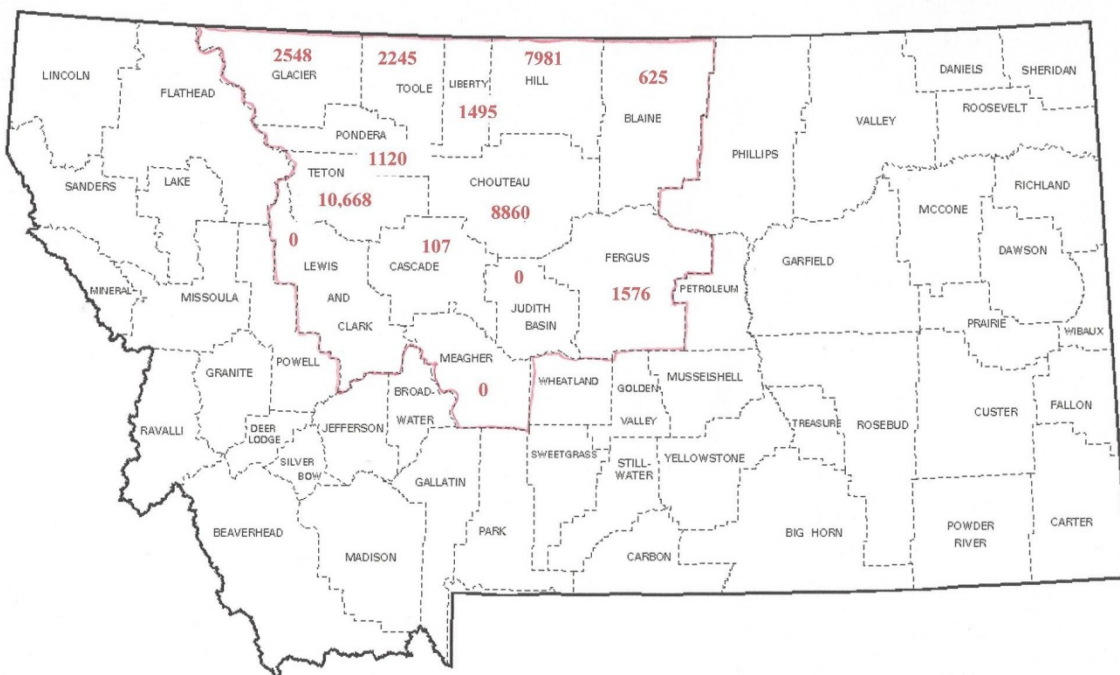 LINCOLN
FLATHEAD
2548
GLACIER
2245
TOOLE
LIBERTY
1495
7981
HILL
625
BLAINE
PHILLIPS
VALLEY
DANIELS
SHERIDAN
ROOSEVELT
SANDERS
LAKE
PONDERA
1120
TETON
10,668
CHOUTEAU
8860
RICHLAND
MCCONE
DAWSON
MINERAL
MISSOULA
0
LEWIS
AND
CLARK
107
CASCADE
0
JUDITH
BASIN
FERGUS
1576
PETROLEUM
GARFIELD
PRAIRIE
WIBAUX
GRANITE
POWELL
MEAGHER
0
BROAD-
WATER
WHEATLAND
GOLDEN
VALLEY
MUSSELSHELL
TREASURE
ROSEBUD
CUSTER
FALLON
RAVALLI
DEER
LODGE
SILVER
BOW
JEFFERSON
GALLATIN
PARK
SWEETGRASS
STILL-
WATER
YELLOWSTONE
BEAVERHEAD
MADISON
CARBON
BIG HORN
POWDER
RIVER
CARTER